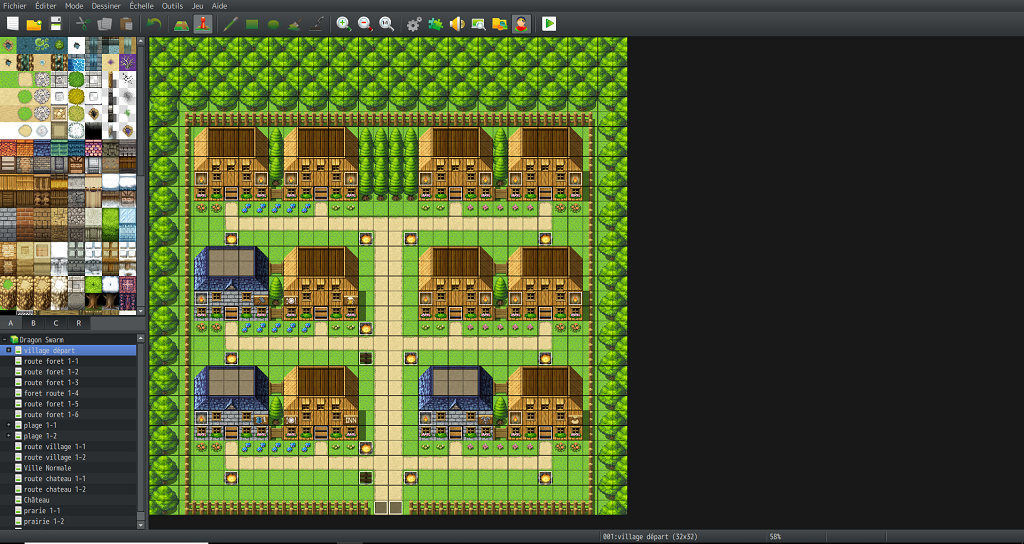 Fichier Éditer Mode Dessiner Échelle Outils Jeu Aide
1:1
A B C R
Dragon Swarm
village départ
route foret 1-1
route foret 1-2
route foret 1-3
foret route 1-4
route foret 1-5
route foret 1-6
plage 1-1
plage 1-2
route village 1-1
route village 1-2
Ville Normale
route chateau 1-1
route chateau 1-2
Château
prarie 1-1
prairie 1-2
INN
001:village départ (32x32) 58%